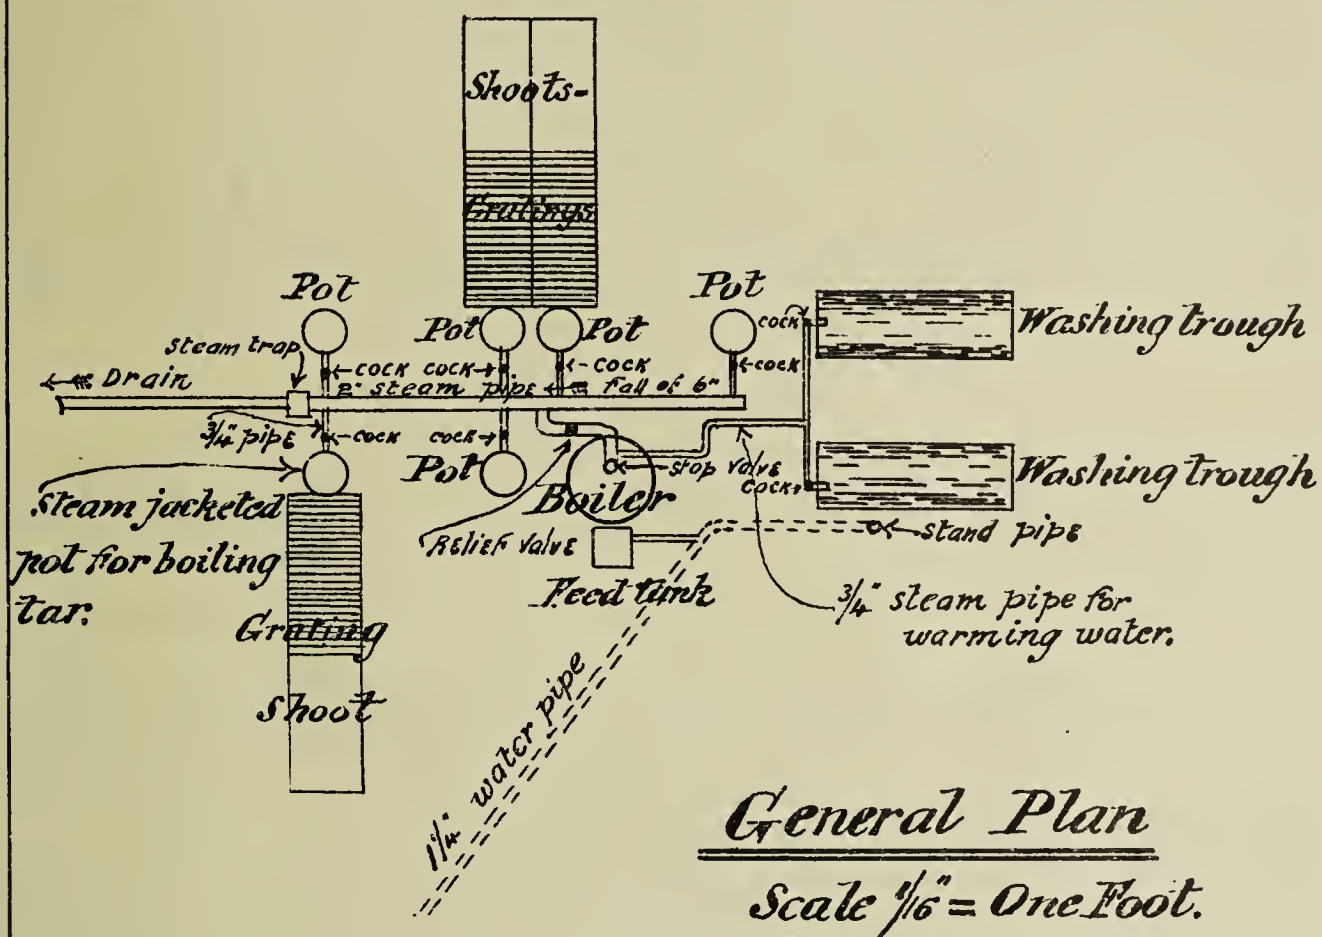 Shoots-
Gratings
Pot
Pot
Pot
Pot
cock
Washing trough
steam trap
cock
cock
cock
cock
Drain
2" steam pipe
fall of 6"
3/4" pipe
cock
cock
stop valve
cock
Washing trough
Pot
Boiler
steam jacketed
pot for boiling
tar.
Relief valve
stand pipe
Feed tank
3/4" steam pipe for
warming water.
Grating
Shoot
1 1/4" water pipe
General Plan
Scale 1/16" = One Foot.